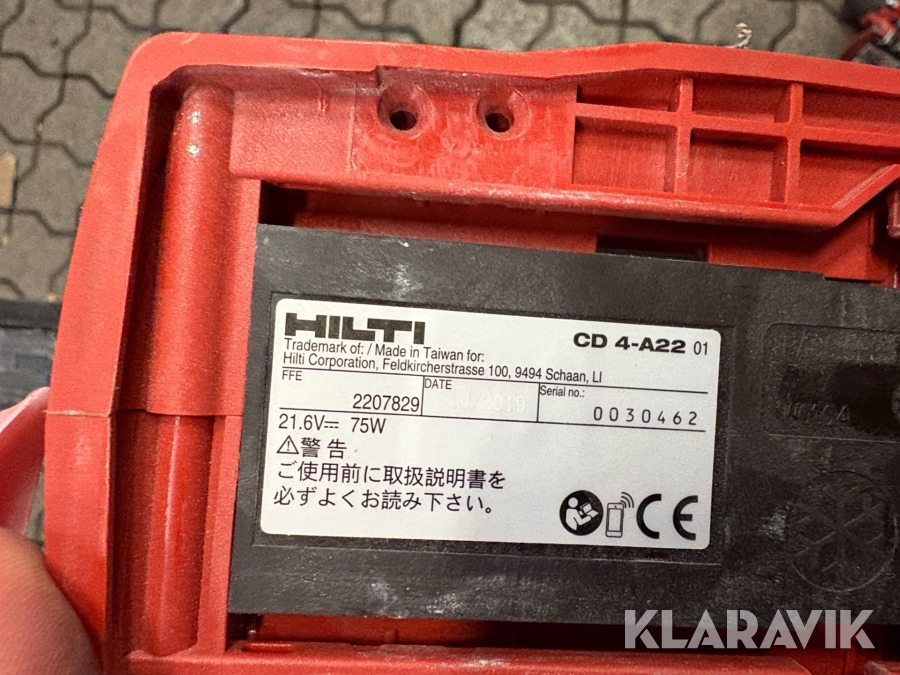 HILTI
CD 4-A22 01
Trademark of: / Made in Taiwan for:
Hilti Corporation, Feldkircherstrasse 100, 9494 Schaan, LI
FFE
2207829
DATE
10/2019
Serial no.:
0030462
21.6V⎓ 75W
⚠警告
ご使用前に取扱説明書を
必ずよくお読み下さい。
CE
KLARAVIK